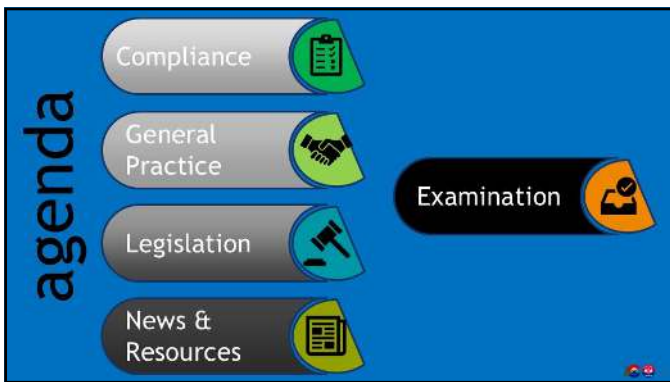 agenda
Compliance
General
Practice
Legislation
News &
Resources
Examination